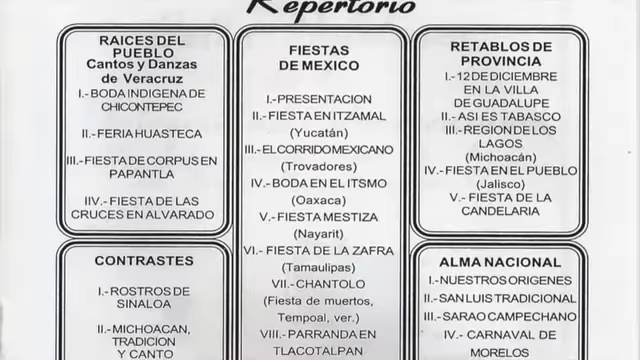 Repertorio
RAICES DEL
PUEBLO
Cantos y Danzas
de Veracruz
I.- BODA INDIGENA DE
CHICONTEPEC
II.- FERIA HUASTECA
III.- FIESTA DE CORPUS EN
PAPANTLA
IIV.- FIESTA DE LAS
CRUCES EN ALVARADO
CONTRASTES
I.- ROSTROS DE
SINALOA
II.- MICHOACAN,
TRADICION
Y CANTO
FIESTAS
DE MEXICO
I.- PRESENTACION
II.- FIESTA EN ITZAMAL
(Yucatán)
III.- EL CORRIDO MEXICANO
(Trovadores)
IV.- BODA EN EL ITSMO
(Oaxaca)
V.- FIESTA MESTIZA
(Nayarit)
VI.- FIESTA DE LA ZAFRA
(Tamaulipas)
VII.- CHANTOLO
(Fiesta de muertos,
Tempoal, ver.)
VIII.- PARRANDA EN
TLACOTALPAN
RETABLOS DE
PROVINCIA
I.- 12 DE DICIEMBRE
EN LA VILLA
DE GUADALUPE
II.- ASI ES TABASCO
III.- REGION DE LOS
LAGOS
(Michoacán)
IV.- FIESTA EN EL PUEBLO
(Jalisco)
V.- FIESTA DE LA
CANDELARIA
ALMA NACIONAL
I.- NUESTROS ORIGENES
II.- SAN LUIS TRADICIONAL
III.- SARAO CAMPECHANO
IV.- CARNAVAL DE
MORELOS